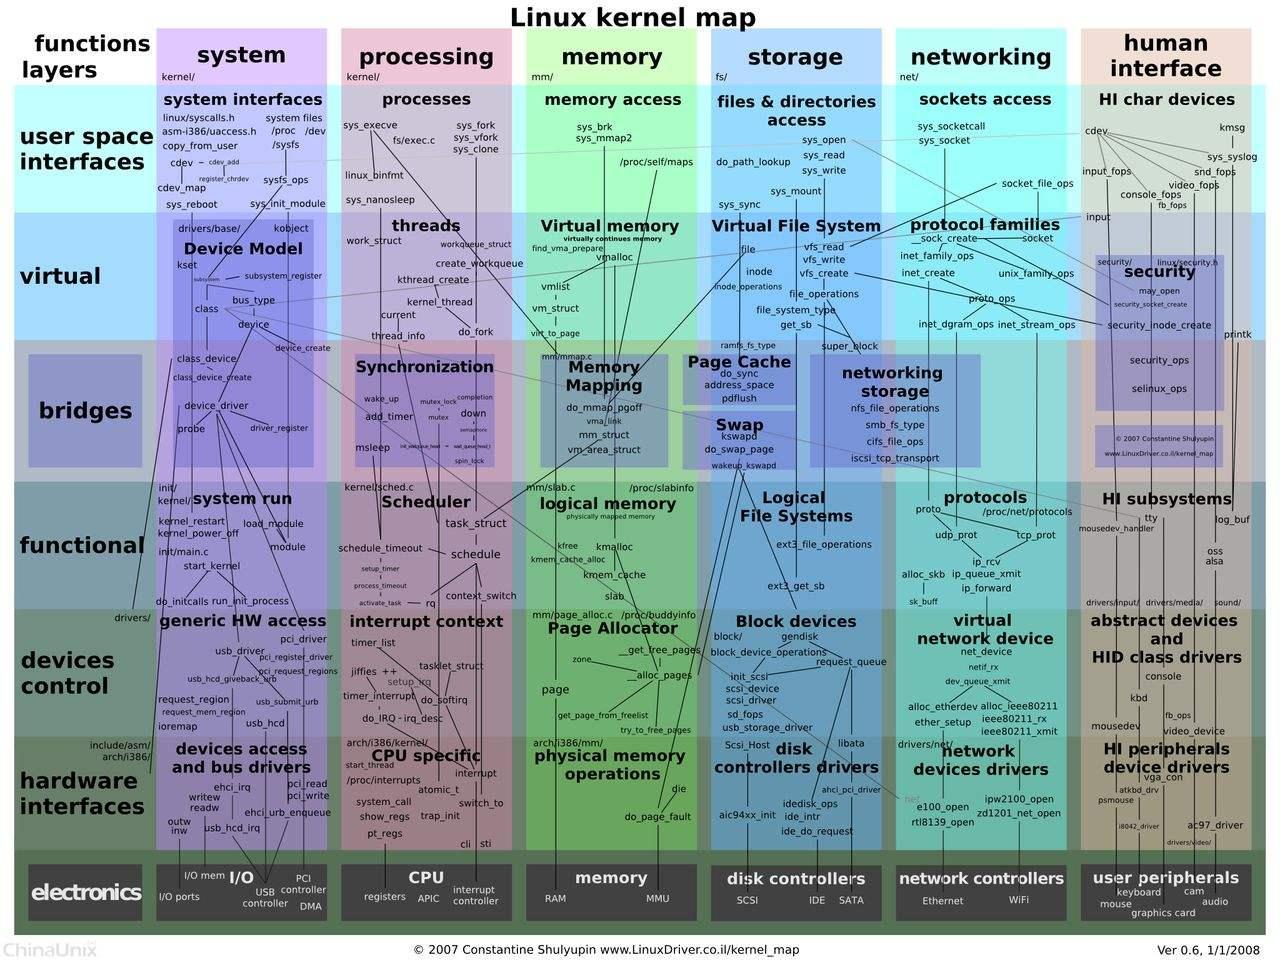 Linux kernel map
functions
layers
system
kernel/
processing
kernel/
memory
mm/
storage
fs/
networking
net/
human
interface
user space
interfaces
system interfaces
linux/syscalls.h
system files
asm-i386/uaccess.h
/proc /dev
copy_from_user
/sysfs
cdev
cdev_add
register_chrdev
cdev_map
sysfs_ops
sys_reboot
sys_init_module
processes
sys_execve
fs/exec.c
sys_fork
sys_vfork
sys_clone
linux_binfmt
sys_nanosleep
memory access
sys_brk
sys_mmap2
/proc/self/maps
files & directories
access
sys_open
sys_read
sys_write
do_path_lookup
sys_mount
sys_sync
sockets access
sys_socketcall
sys_socket
socket_file_ops
HI char devices
cdev
kmsg
sys_syslog
input_fops
snd_fops
video_fops
console_fops
fb_fops
virtual
drivers/base/
kobject
Device Model
kset
subsystem
subsystem_register
bus_type
class
device
device_create
threads
work_struct
workqueue_struct
create_workqueue
kthread_create
kernel_thread
current
thread_info
do_fork
Virtual memory
virtually continues memory
find_vma_prepare
vmalloc
vmlist
vm_struct
virt_to_page
Virtual File System
file
vfs_read
vfs_write
vfs_create
inode
inode_operations
file_operations
file_system_type
get_sb
ramfs_fs_type
super_block
protocol families
__sock_create
socket
inet_family_ops
inet_create
unix_family_ops
proto_ops
inet_dgram_ops
inet_stream_ops
input
security/
linux/security.h
security
may_open
security_socket_create
security_inode_create
printk
security_ops
selinux_ops
bridges
class_device
class_device_create
device_driver
probe
driver_register
Synchronization
wake_up
mutex_lock
completion
add_timer
mutex
down
semaphore
msleep
init_waitqueue_head
wait_queue_head_t
spin_lock
mm/mmap.c
Memory
Mapping
do_mmap_pgoff
vma_link
mm_struct
vm_area_struct
Page Cache
do_sync
address_space
pdflush
Swap
kswapd
do_swap_page
wakeup_kswapd
networking
storage
nfs_file_operations
smb_fs_type
cifs_file_ops
iscsi_tcp_transport
© 2007 Constantine Shulyupin
www.LinuxDriver.co.il/kernel_map
functional
init/
kernel/
system run
kernel_restart
kernel_power_off
load_module
init/main.c
module
start_kernel
do_initcalls
run_init_process
drivers/
kernel/sched.c
Scheduler
task_struct
schedule_timeout
schedule
setup_timer
process_timeout
activate_task
rq
context_switch
mm/slab.c
/proc/slabinfo
logical memory
physically mapped memory
kfree
kmalloc
kmem_cache_alloc
kmem_cache
slab
Logical
File Systems
ext3_file_operations
ext3_get_sb
protocols
proto
/proc/net/protocols
udp_prot
tcp_prot
ip_rcv
ip_queue_xmit
alloc_skb
ip_forward
sk_buff
HI subsystems
tty
mousedev_handler
log_buf
oss
alsa
devices
control
generic HW access
pci_driver
usb_driver
pci_register_driver
pci_request_regions
usb_hcd_giveback_urb
request_region
usb_submit_urb
request_mem_region
ioremap
usb_hcd
interrupt context
timer_list
jiffies ++
tasklet_struct
setup_irq
timer_interrupt
do_softirq
do_IRQ
irq_desc
mm/page_alloc.c
/proc/buddyinfo
Page Allocator
__get_free_pages
zone
__alloc_pages
page
get_page_from_freelist
try_to_free_pages
Block devices
block/
gendisk
block_device_operations
request_queue
init_scsi
scsi_device
scsi_driver
sd_fops
usb_storage_driver
virtual
network device
net_device
netif_rx
dev_queue_xmit
alloc_etherdev
alloc_ieee80211
ieee80211_rx
ether_setup
ieee80211_xmit
drivers/input/
drivers/media/
sound/
abstract devices
and
HID class drivers
console
kbd
fb_ops
mousedev
video_device
include/asm/
arch/i386/
hardware
interfaces
devices access
and bus drivers
ehci_irq
pci_read
pci_write
writew
readw
ehci_urb_enqueue
outw
inw
usb_hcd_irq
arch/i386/kernel/
CPU specific
start_thread
interrupt
/proc/interrupts
atomic_t
system_call
switch_to
show_regs
trap_init
pt_regs
cli sti
arch/i386/mm/
physical memory
operations
die
do_page_fault
Scsi_Host
disk
libata
controllers drivers
ahci_pci_driver
idedisk_ops
aic94xx_init
ide_intr
ide_do_request
drivers/net/
network
devices drivers
net
e100_open
ipw2100_open
rtl8139_open
zd1201_net_open
HI peripherals
device drivers
vga_con
atkbd_drv
psmouse
i8042_driver
ac97_driver
drivers/video/
electronics
I/O mem
I/O
PCI
controller
I/O ports
USB
controller
DMA
CPU
registers
APIC
interrupt
controller
memory
RAM
MMU
disk controllers
SCSI
IDE
SATA
network controllers
Ethernet
WiFi
user peripherals
keyboard
cam
mouse
audio
graphics card
ChinaUnix
© 2007 Constantine Shulyupin www.LinuxDriver.co.il/kernel_map
Ver 0.6, 1/1/2008